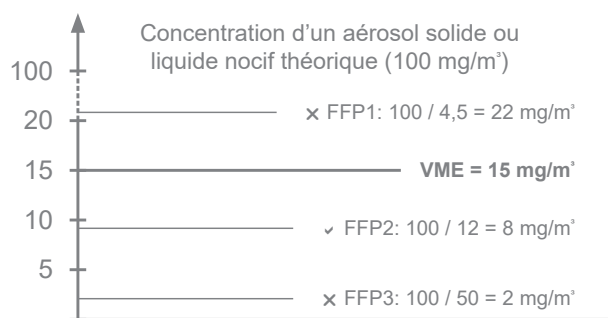 Concentration d'un aérosol solide ou
liquide nocif théorique (100 mg/m³)
100
× FFP1: 100 / 4,5 = 22 mg/m³
20
15
VME = 15 mg/m³
10
✓ FFP2: 100 / 12 = 8 mg/m³
5
× FFP3: 100 / 50 = 2 mg/m³